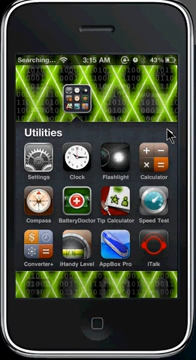 Searching... 3:15 AM 43%
Utilities
Settings Clock Flashlight Calculator
Compass BatteryDoctor Tip Calculator Speed Test
Converter+ iHandy Level AppBox Pro iTalk